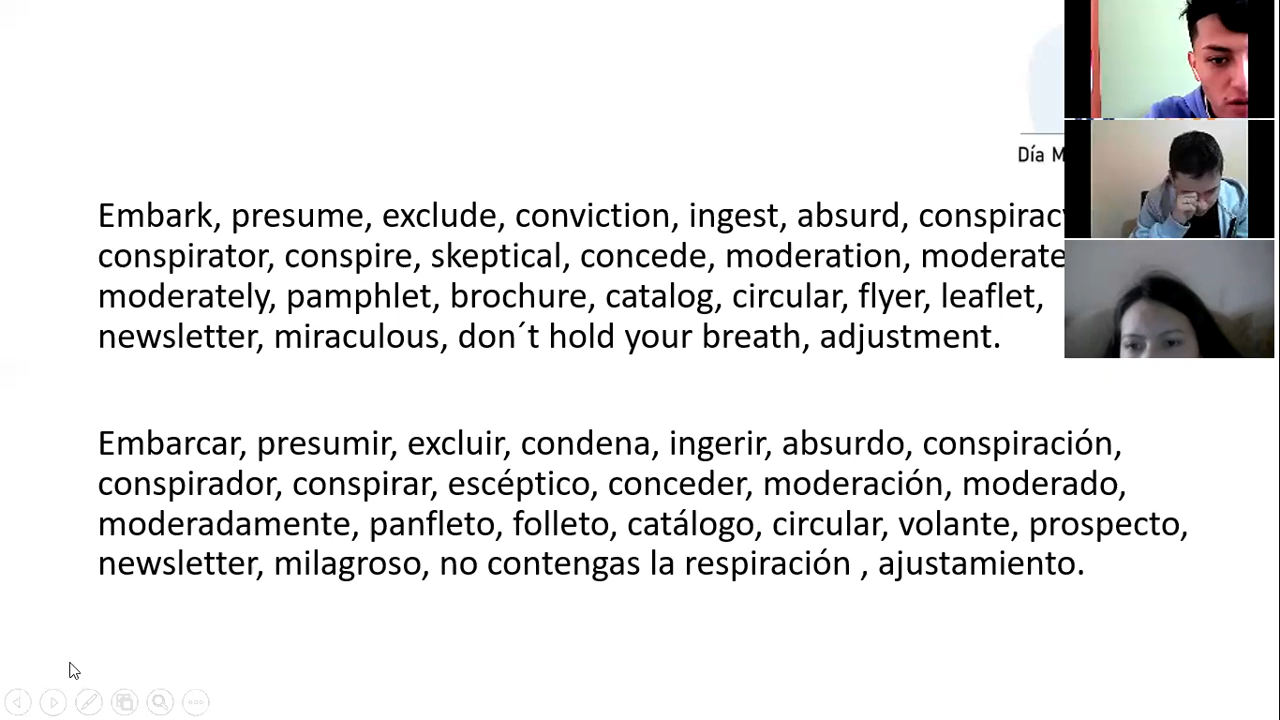 Día M
Embark, presume, exclude, conviction, ingest, absurd, conspiracy
conspirator, conspire, skeptical, concede, moderation, moderate
moderately, pamphlet, brochure, catalog, circular, flyer, leaflet,
newsletter, miraculous, don´t hold your breath, adjustment.
Embarcar, presumir, excluir, condena, ingerir, absurdo, conspiración,
conspirador, conspirar, escéptico, conceder, moderación, moderado,
moderadamente, panfleto, folleto, catálogo, circular, volante, prospecto,
newsletter, milagroso, no contengas la respiración , ajustamiento.